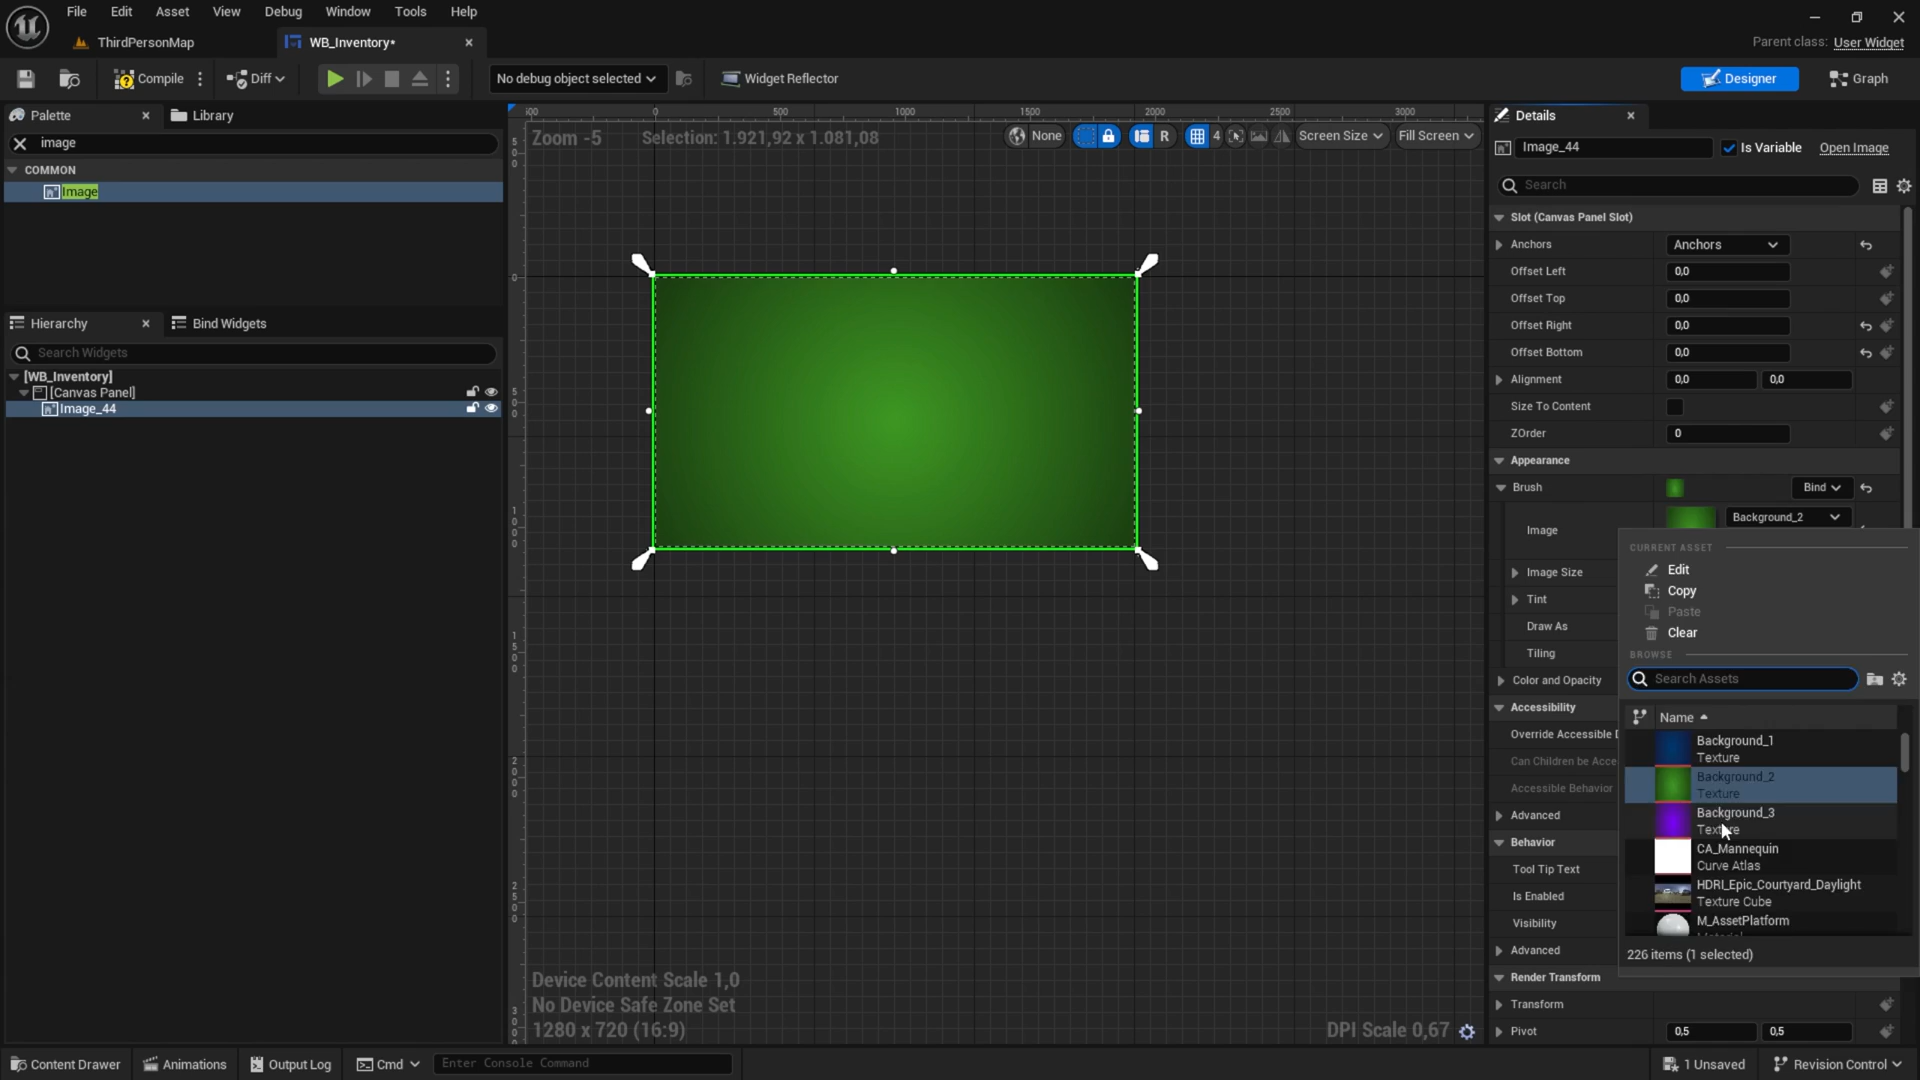 File Edit Asset View Debug Window Tools Help
ThirdPersonMap
WB_Inventory*
Parent class: User Widget
Compile
Diff
No debug object selected
Widget Reflector
Designer
Graph
Palette
Library
image
COMMON
Image
Hierarchy
Bind Widgets
Search Widgets
[WB_Inventory]
[Canvas Panel]
Image_44
0 500 1000 1500 2000 2500 3000
Zoom -5
Selection: 1.921,92 x 1.081,08
None
R
4
Screen Size
Fill Screen
Device Content Scale 1,0
No Device Safe Zone Set
1280 x 720 (16:9)
DPI Scale 0,67
Details
Image_44
Is Variable
Open Image
Search
Slot (Canvas Panel Slot)
Anchors Anchors
Offset Left 0,0
Offset Top 0,0
Offset Right 0,0
Offset Bottom 0,0
Alignment 0,0 0,0
Size To Content
ZOrder 0
Appearance
Brush Bind
Image Background_2
Image Size
Tint
Draw As
Tiling
Color and Opacity
Accessibility
Override Accessible
Can Children be Acce
Accessible Behavior
Advanced
Behavior
Tool Tip Text
Is Enabled
Visibility
Advanced
Render Transform
Transform
Pivot 0,5 0,5
CURRENT ASSET
Edit
Copy
Paste
Clear
BROWSE
Search Assets
Name
Background_1
Texture
Background_2
Texture
Background_3
Texture
CA_Mannequin
Curve Atlas
HDRI_Epic_Courtyard_Daylight
Texture Cube
M_AssetPlatform
226 items (1 selected)
Content Drawer
Animations
Output Log
Cmd
Enter Console Command
1 Unsaved
Revision Control